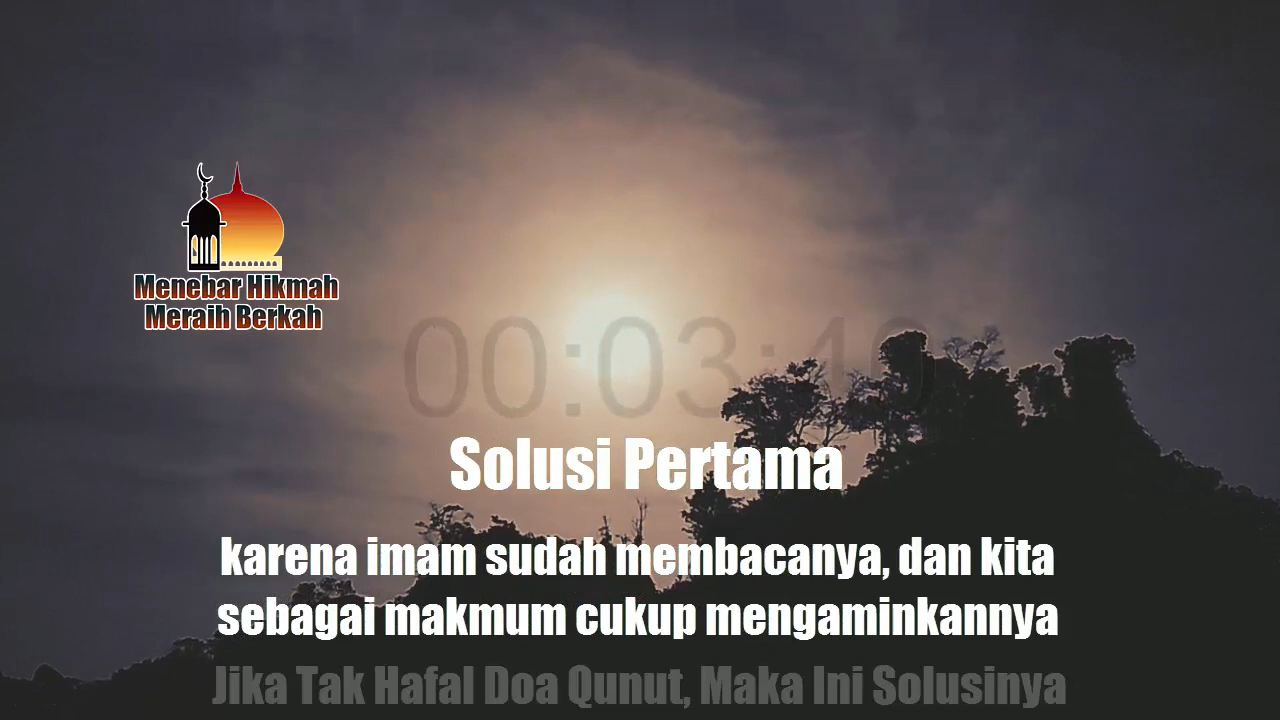 Menebar Hikmah
Meraih Berkah
00:03:40
Solusi Pertama
karena imam sudah membacanya, dan kita
sebagai makmum cukup mengaminkannya
Jika Tak Hafal Doa Qunut, Maka Ini Solusinya